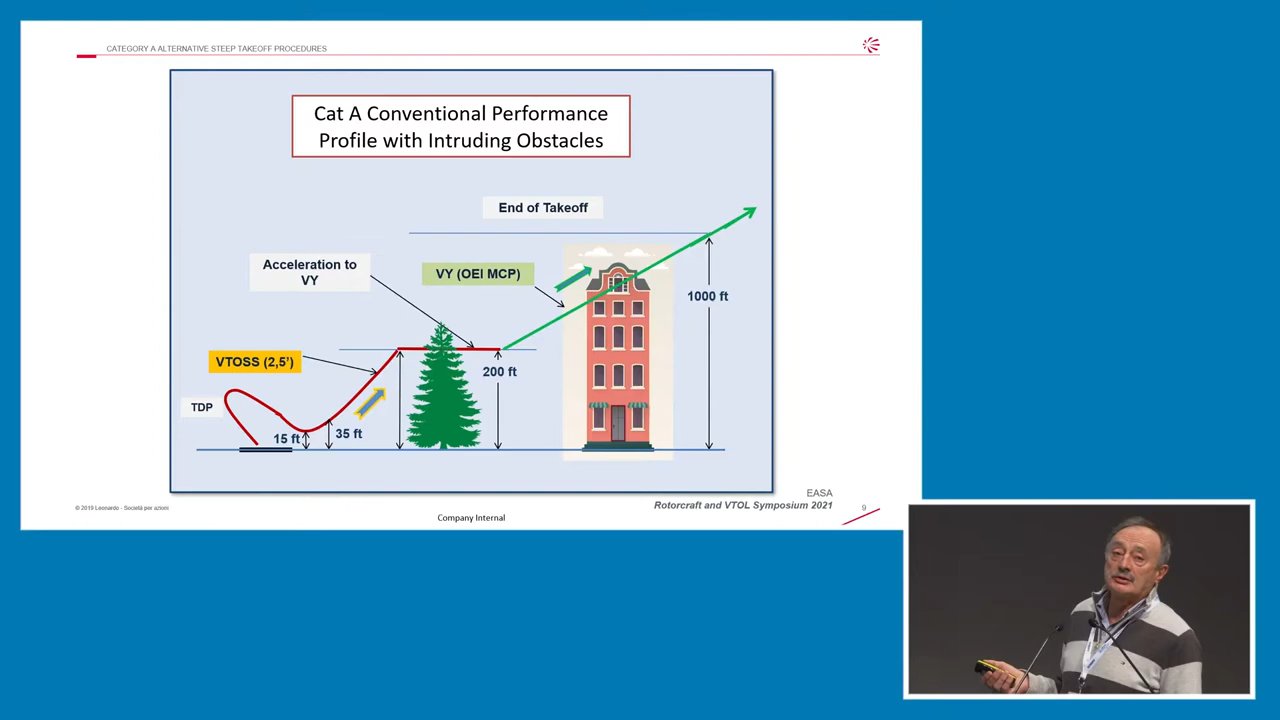 CATEGORY A ALTERNATIVE STEEP TAKEOFF PROCEDURES
Cat A Conventional Performance
Profile with Intruding Obstacles
End of Takeoff
Acceleration to
VY
VY (OEI MCP)
1000 ft
VTOSS (2,5’)
200 ft
TDP
15 ft
35 ft
EASA
Rotorcraft and VTOL Symposium 2021
© 2019 Leonardo - Società per azioni
9
Company Internal